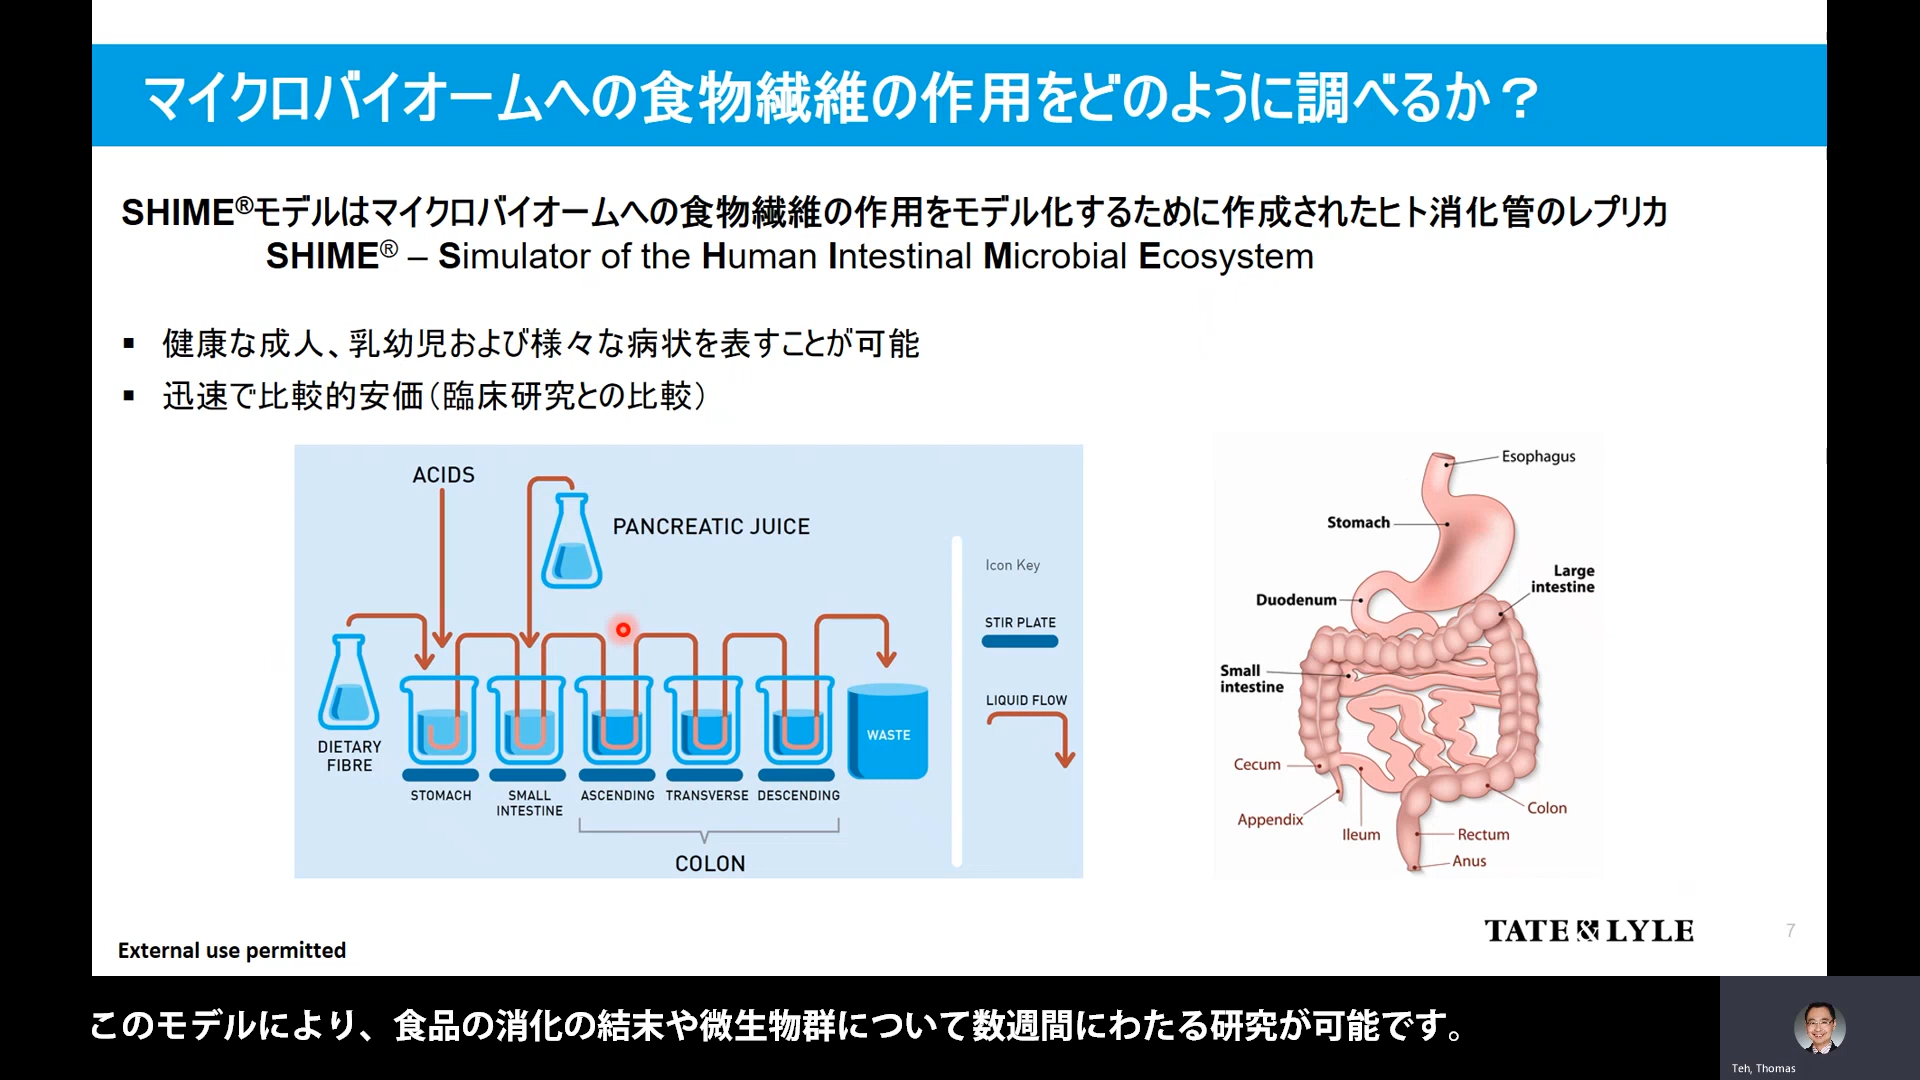 マイクロバイオームへの食物繊維の作用をどのように調べるか？
SHIME®モデルはマイクロバイオームへの食物繊維の作用をモデル化するために作成されたヒト消化管のレプリカ
SHIME® – Simulator of the Human Intestinal Microbial Ecosystem
▪ 健康な成人、乳幼児および様々な病状を表すことが可能
▪ 迅速で比較的安価（臨床研究との比較）
ACIDS
PANCREATIC JUICE
DIETARY
FIBRE
STOMACH
SMALL
INTESTINE
ASCENDING
TRANSVERSE
DESCENDING
COLON
WASTE
Icon Key
STIR PLATE
LIQUID FLOW
Esophagus
Stomach
Large
intestine
Duodenum
Small
intestine
Cecum
Appendix
Ileum
Colon
Rectum
Anus
External use permitted
TATE & LYLE
7
このモデルにより、食品の消化の結末や微生物群について数週間にわたる研究が可能です。
Teh, Thomas